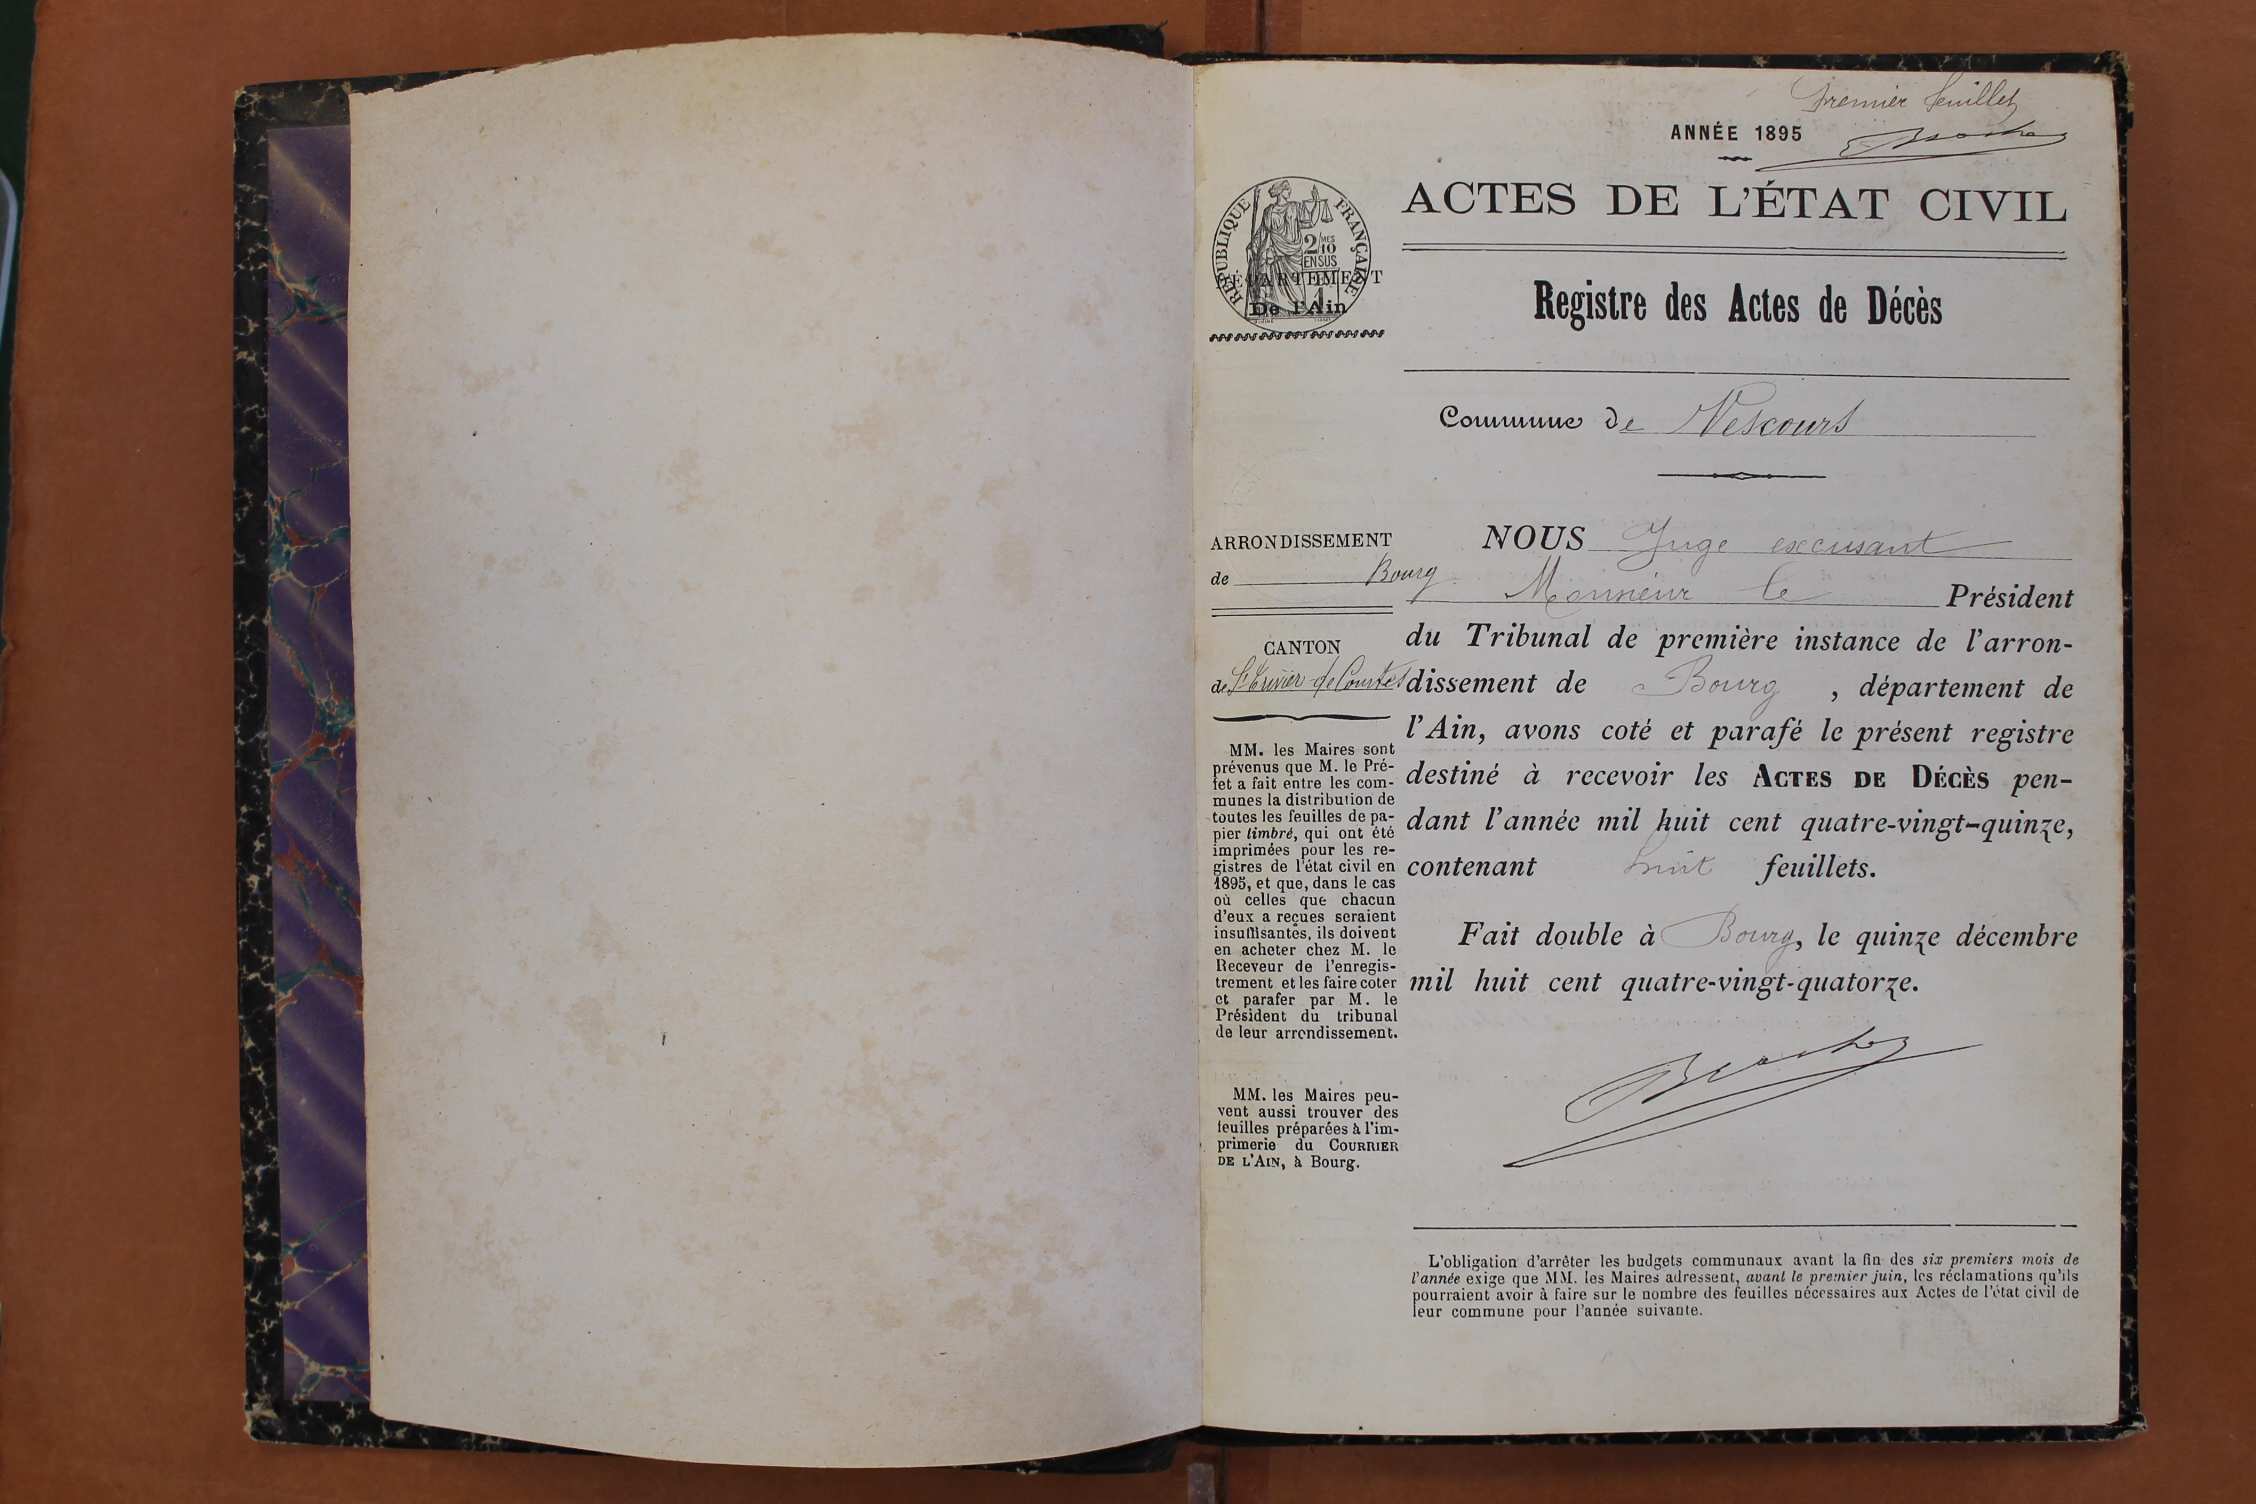 Premier feuillet
ANNÉE 1895
ACTES DE L'ÉTAT CIVIL
RÉPUBLIQUE FRANÇAISE
2/10 MES
EN SUS
DÉPARTEMENT
De l'Ain
Registre des Actes de Décès
Commune de Vescours
ARRONDISSEMENT
de Bourg
CANTON
de St Trivier-de Courtes
MM. les Maires sont
prévenus que M. le Pré-
fet a fait entre les com-
munes la distribution de
toutes les feuilles de pa-
pier timbré, qui ont été
imprimées pour les re-
gistres de l'état civil en
1895, et que, dans le cas
où celles que chacun
d'eux a reçues seraient
insuffisantes, ils doivent
en acheter chez M. le
Receveur de l'enregis-
trement et les faire coter
et parafer par M. le
Président du tribunal
de leur arrondissement.
MM. les Maires peu-
vent aussi trouver des
feuilles préparées à l'im-
primerie du COURRIER
DE L'AIN, à Bourg.
NOUS Juge excusant
Monsieur le Président
du Tribunal de première instance de l'arron-
dissement de Bourg, département de
l'Ain, avons coté et parafé le présent registre
destiné à recevoir les ACTES DE DÉCÈS pen-
dant l'année mil huit cent quatre-vingt-quinze,
contenant huit feuillets.
Fait double à Bourg, le quinze décembre
mil huit cent quatre-vingt-quatorze.
L'obligation d'arrêter les budgets communaux avant la fin des six premiers mois de
l'année exige que MM. les Maires adressent, avant le premier juin, les réclamations qu'ils
pourraient avoir à faire sur le nombre des feuilles nécessaires aux Actes de l'état civil de
leur commune pour l'année suivante.